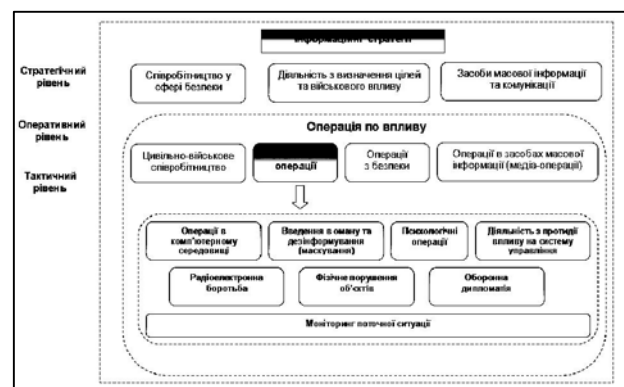 Інформаційні стратегії
Стратегічний
рівень
Співробітництво у
сфері безпеки
Діяльність з визначення цілей
та військового впливу
Засоби масової інформації
та комунікації
Оперативний
рівень
Операція по впливу
Тактичний
рівень
Цивільно-військове
співробітництво
операції
Операції
з безпеки
Операції в засобах масової
інформації (медіа-операції)
Операції в
комп'ютерному
середовищі
Введення в оману та
дезінформування
(маскування)
Психологічні
операції
Діяльність з протидії
впливу на систему
управління
Радіоелектронна
боротьба
Фізичне порушення
об'єктів
Оборонна
дипломатія
Моніторинг поточної ситуації